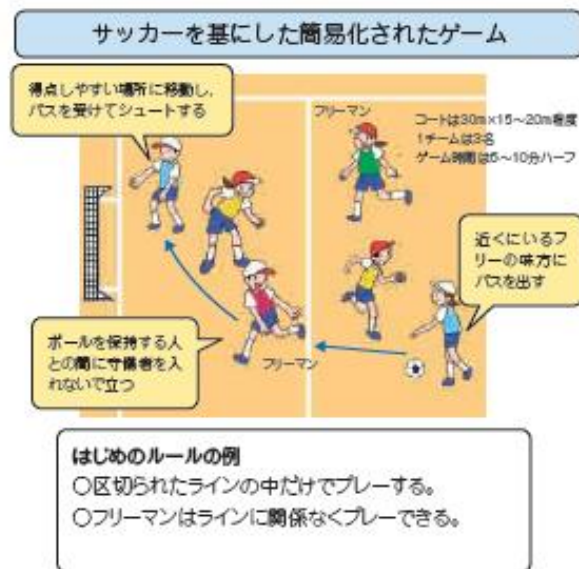 サッカーを基にした簡易化されたゲーム
得点しやすい場所に移動し、
パスを受けてシュートする
フリーマン
コートは30m×15～20m程度
1チームは3名
ゲーム時間は5～10分ハーフ
近くにいる
フリーの味方に
パスを出す
ボールを保持する人
との間に守備者を入
れないで立つ
フリーマン
はじめのルールの例
○区切られたラインの中だけでプレーする。
○フリーマンはラインに関係なくプレーできる。